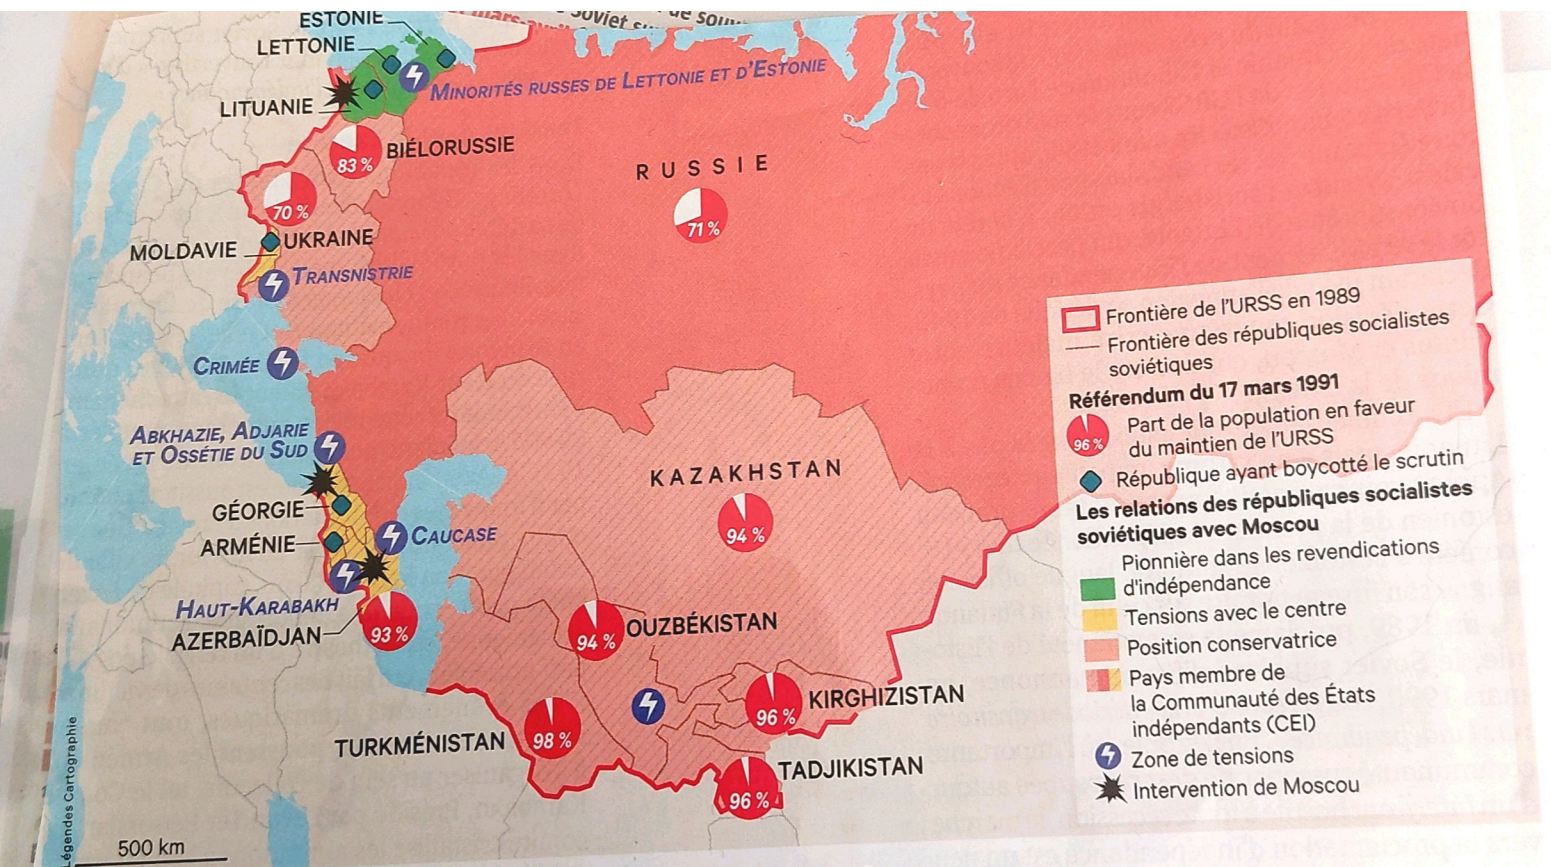 ESTONIE
LETTONIE
MINORITÉS RUSSES DE LETTONIE ET D'ESTONIE
LITUANIE
BIÉLORUSSIE
83 %
RUSSIE
70 %
71 %
MOLDAVIE
UKRAINE
TRANSNISTRIE
CRIMÉE
ABKHAZIE, ADJARIE
ET OSSÉTIE DU SUD
KAZAKHSTAN
GÉORGIE
94 %
ARMÉNIE
CAUCASE
HAUT-KARABAKH
AZERBAÏDJAN
93 %
94 %
OUZBÉKISTAN
96 %
KIRGHIZISTAN
TURKMÉNISTAN
98 %
TADJIKISTAN
96 %
Frontière de l'URSS en 1989
Frontière des républiques socialistes
soviétiques
Référendum du 17 mars 1991
96 %
Part de la population en faveur
du maintien de l'URSS
République ayant boycotté le scrutin
Les relations des républiques socialistes
soviétiques avec Moscou
Pionnière dans les revendications
d'indépendance
Tensions avec le centre
Position conservatrice
Pays membre de
la Communauté des États
indépendants (CEI)
Zone de tensions
Intervention de Moscou
Légendes Cartographie
500 km